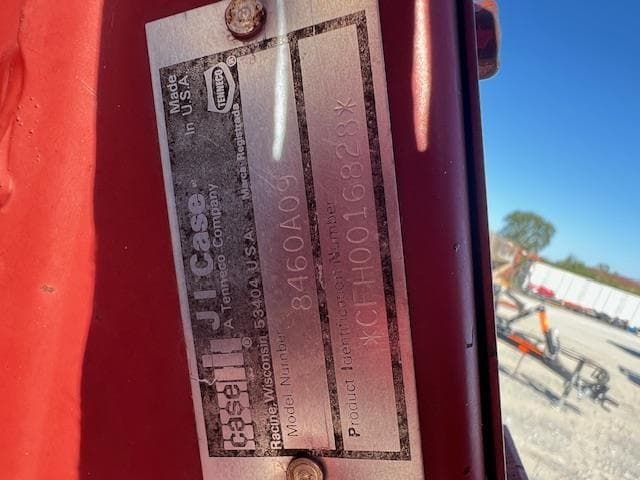 case ih ®
J I Case
A Tenneco Company
Made
In U.S.A.
TENNECO ®
Racine, Wisconsin 53404 U.S.A. Marca Registrada
Model Number
8460A09
Product Identification Number
*CFH0016828*